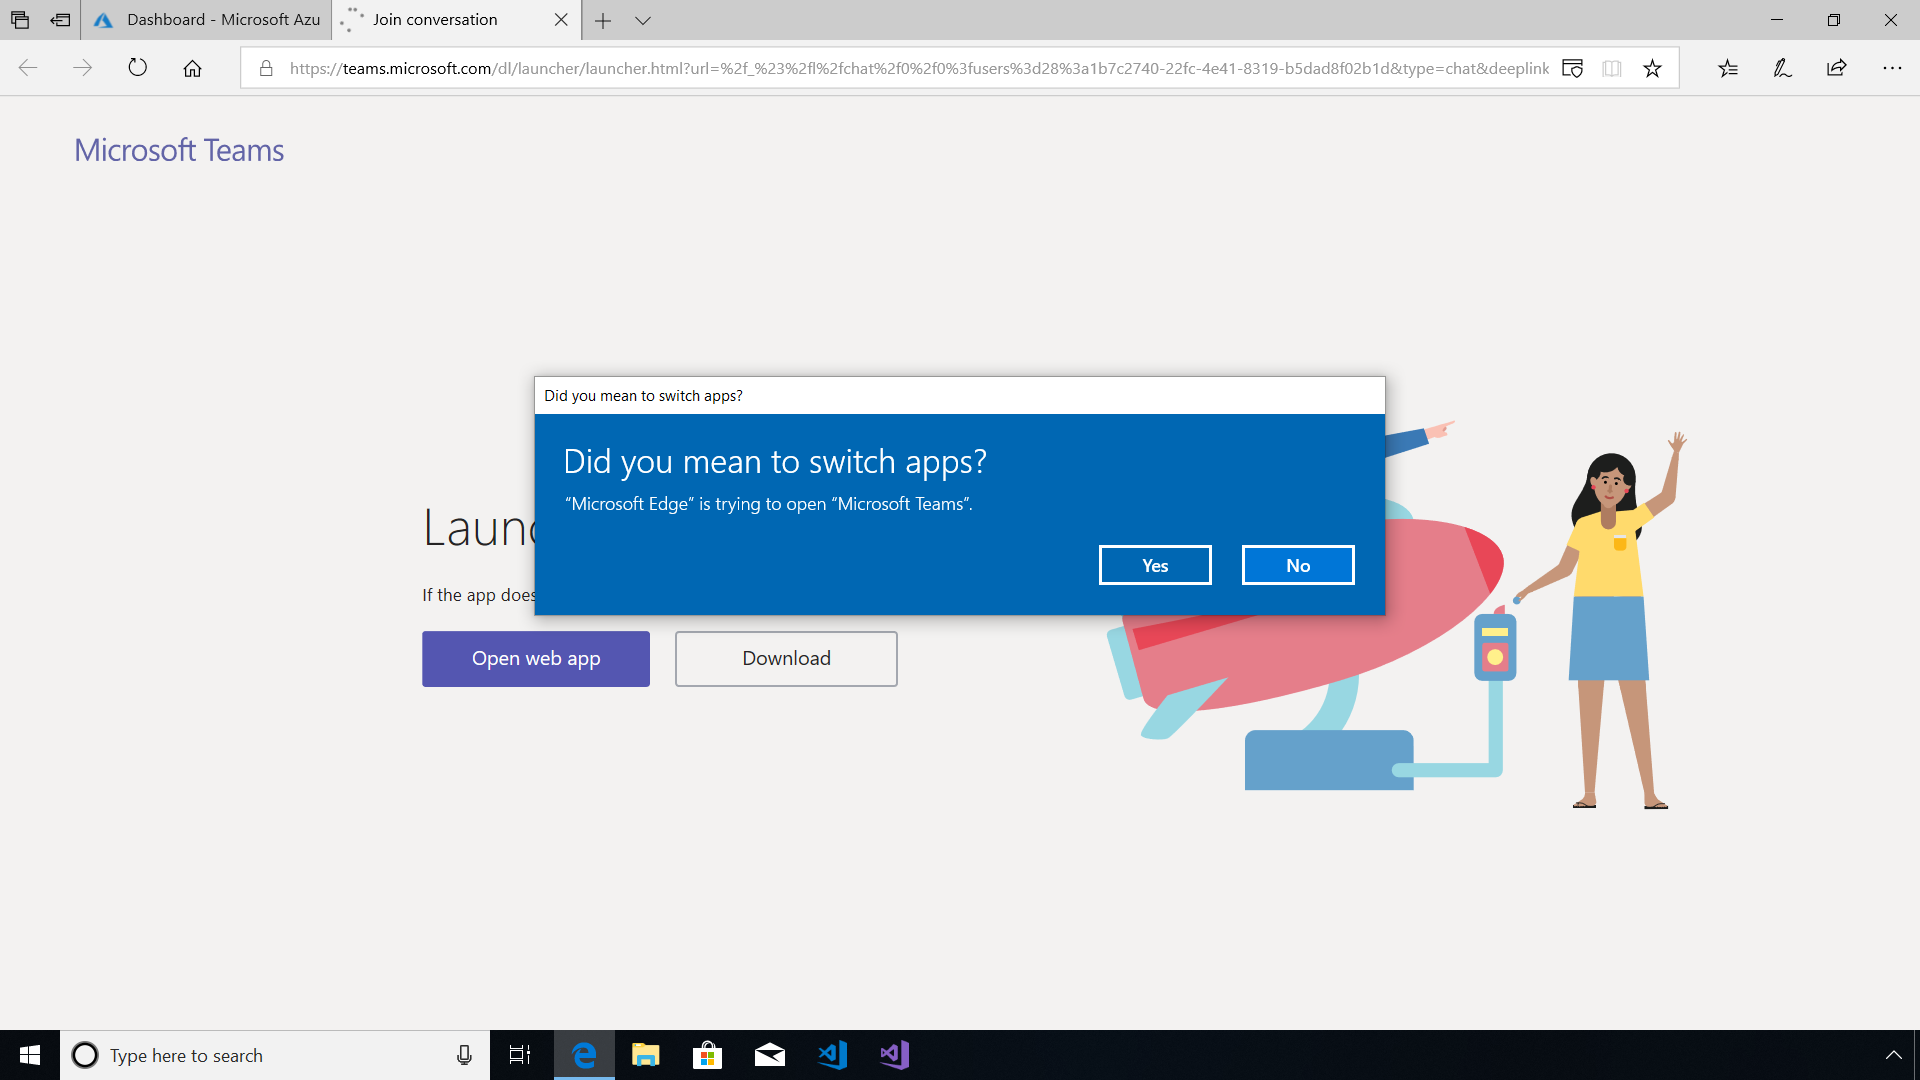 Dashboard - Microsoft Azu
Join conversation
https://teams.microsoft.com/dl/launcher/launcher.html?url=%2f_%23%2fl%2fchat%2f0%2f0%3fusers%3d28%3a1b7c2740-22fc-4e41-8319-b5dad8f02b1d&type=chat&deeplink
Microsoft Teams
Did you mean to switch apps?
Did you mean to switch apps?
“Microsoft Edge” is trying to open “Microsoft Teams”.
Yes
No
Launc
If the app does
Open web app
Download
Type here to search